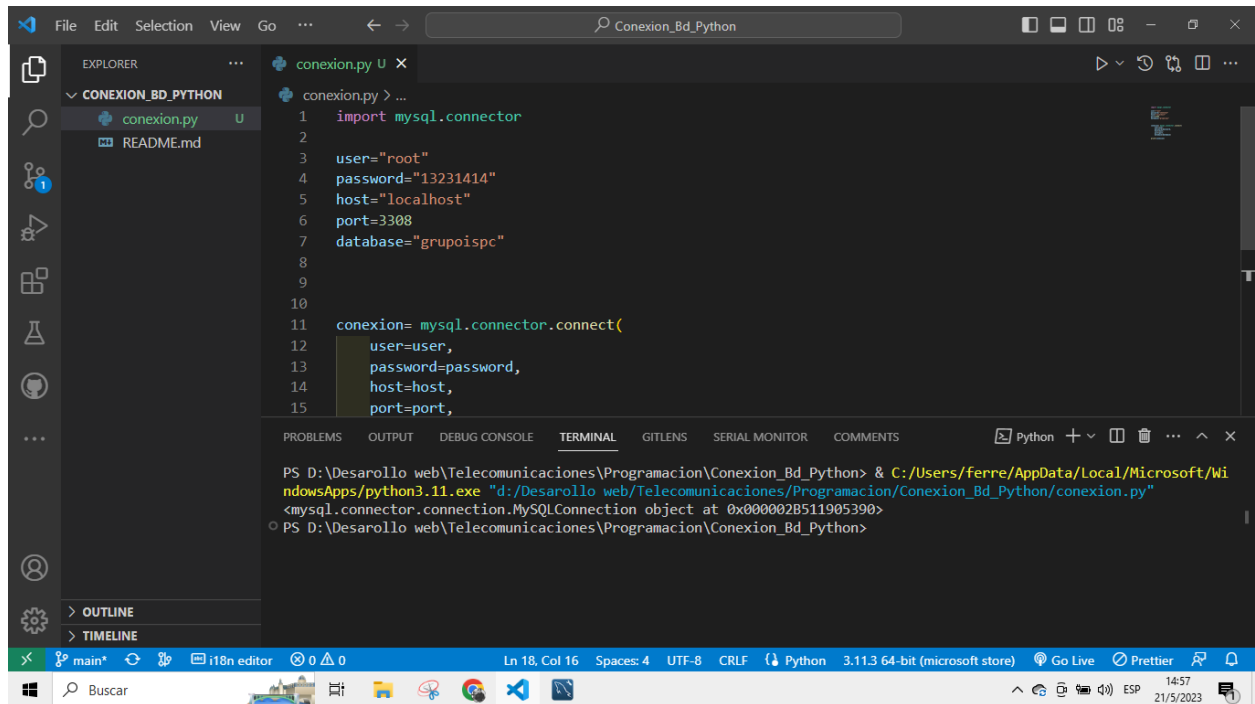 File Edit Selection View Go ··· Conexion_Bd_Python
EXPLORER ···
CONEXION_BD_PYTHON
conexion.py U
README.md
conexion.py U
conexion.py > ...
1 import mysql.connector
2
3 user="root"
4 password="13231414"
5 host="localhost"
6 port=3308
7 database="grupoispc"
8
9
10
11 conexion= mysql.connector.connect(
12 user=user,
13 password=password,
14 host=host,
15 port=port,
PROBLEMS OUTPUT DEBUG CONSOLE TERMINAL GITLENS SERIAL MONITOR COMMENTS Python
PS D:\Desarollo web\Telecomunicaciones\Programacion\Conexion_Bd_Python> & C:/Users/ferre/AppData/Local/Microsoft/Wi
ndowsApps/python3.11.exe "d:/Desarollo web/Telecomunicaciones/Programacion/Conexion_Bd_Python/conexion.py"
<mysql.connector.connection.MySQLConnection object at 0x000002B511905390>
PS D:\Desarollo web\Telecomunicaciones\Programacion\Conexion_Bd_Python>
1
OUTLINE
TIMELINE
main* i18n editor 0 0 Ln 18, Col 16 Spaces: 4 UTF-8 CRLF Python 3.11.3 64-bit (microsoft store) Go Live Prettier
Buscar ESP 14:57
21/5/2023 1